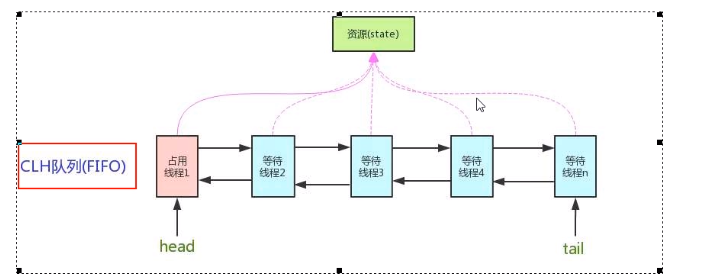 资源(state)
CLH队列(FIFO)
占用
线程1
等待
线程2
等待
线程3
等待
线程4
等待
线程n
head
tail